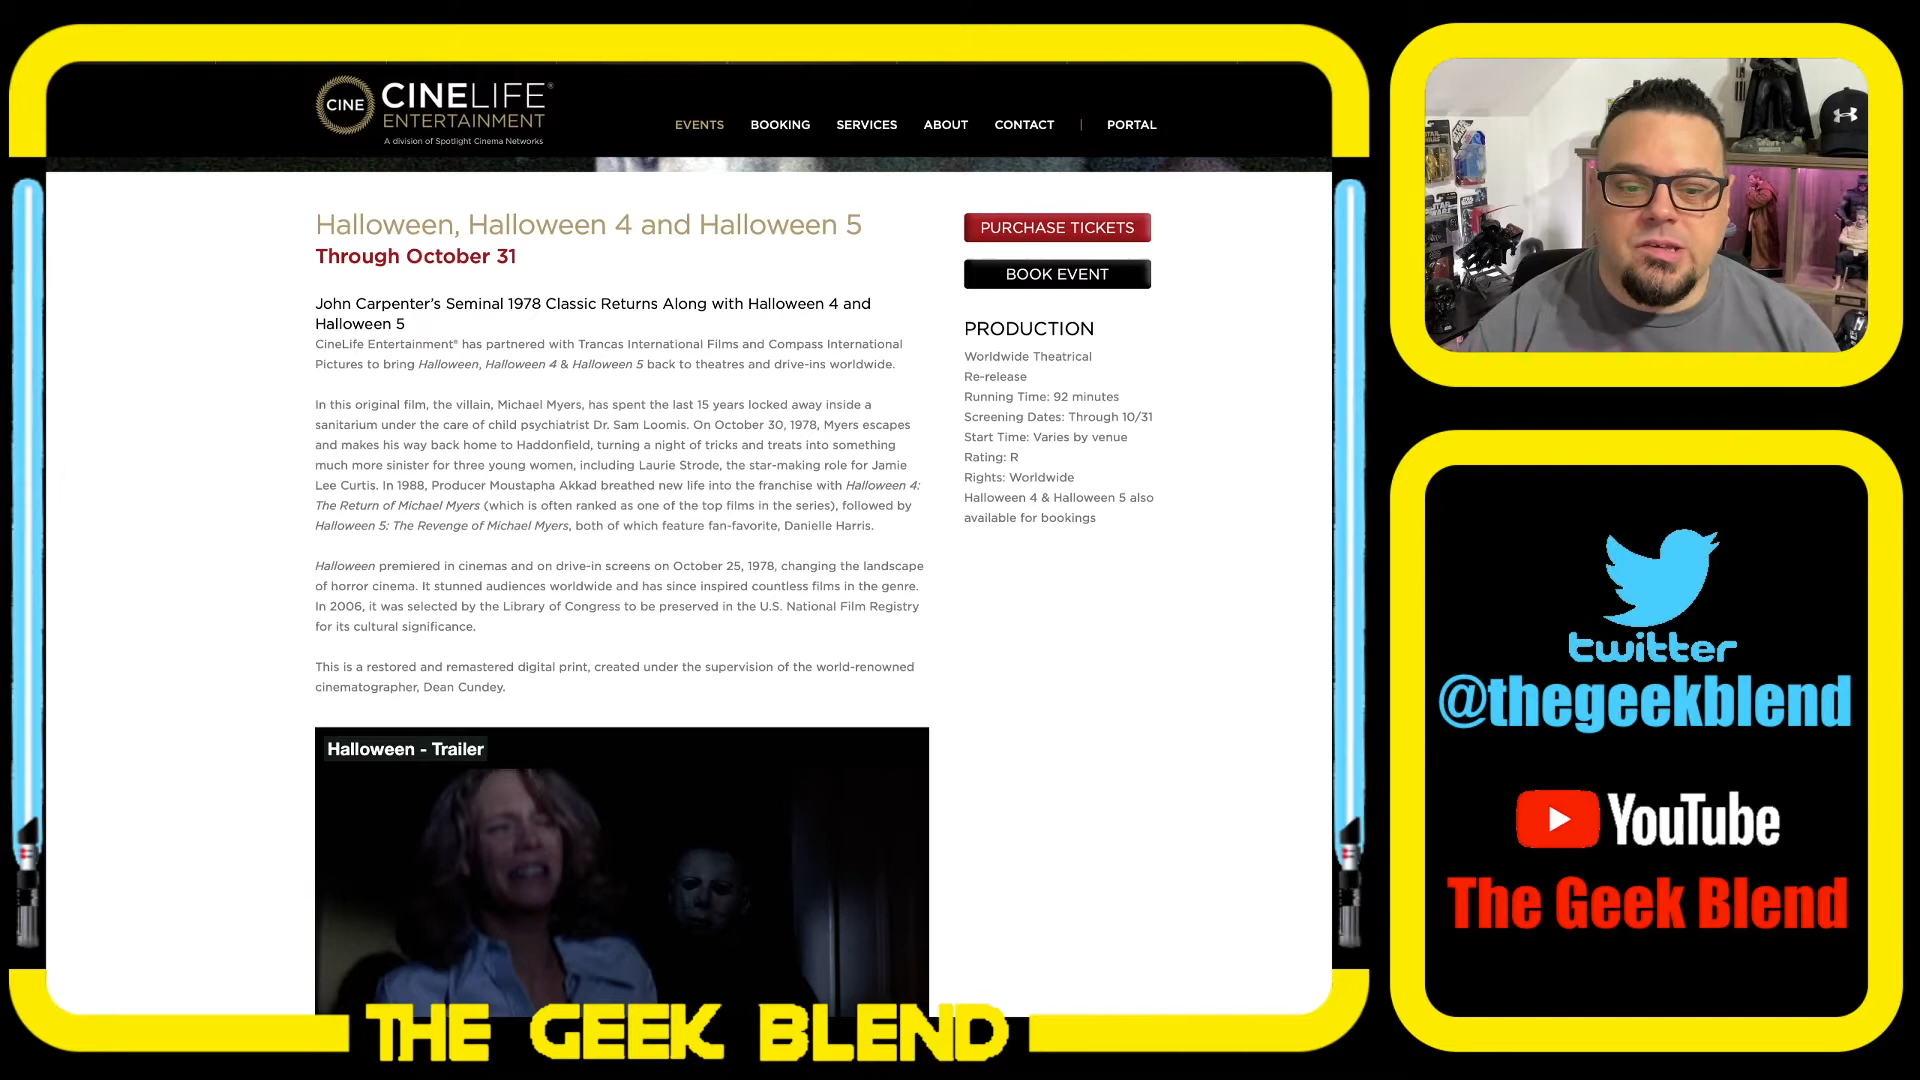 CINE
CINELIFE®
ENTERTAINMENT
A division of Spotlight Cinema Networks
EVENTS BOOKING SERVICES ABOUT CONTACT | PORTAL
Halloween, Halloween 4 and Halloween 5
Through October 31
John Carpenter's Seminal 1978 Classic Returns Along with Halloween 4 and
Halloween 5
CineLife Entertainment® has partnered with Trancas International Films and Compass International
Pictures to bring Halloween, Halloween 4 & Halloween 5 back to theatres and drive-ins worldwide.
In this original film, the villain, Michael Myers, has spent the last 15 years locked away inside a
sanitarium under the care of child psychiatrist Dr. Sam Loomis. On October 30, 1978, Myers escapes
and makes his way back home to Haddonfield, turning a night of tricks and treats into something
much more sinister for three young women, including Laurie Strode, the star-making role for Jamie
Lee Curtis. In 1988, Producer Moustapha Akkad breathed new life into the franchise with Halloween 4:
The Return of Michael Myers (which is often ranked as one of the top films in the series), followed by
Halloween 5: The Revenge of Michael Myers, both of which feature fan-favorite, Danielle Harris.
Halloween premiered in cinemas and on drive-in screens on October 25, 1978, changing the landscape
of horror cinema. It stunned audiences worldwide and has since inspired countless films in the genre.
In 2006, it was selected by the Library of Congress to be preserved in the U.S. National Film Registry
for its cultural significance.
This is a restored and remastered digital print, created under the supervision of the world-renowned
cinematographer, Dean Cundey.
Halloween - Trailer
PURCHASE TICKETS
BOOK EVENT
PRODUCTION
Worldwide Theatrical
Re-release
Running Time: 92 minutes
Screening Dates: Through 10/31
Start Time: Varies by venue
Rating: R
Rights: Worldwide
Halloween 4 & Halloween 5 also
available for bookings
twitter
@thegeekblend
YouTube
The Geek Blend
THE GEEK BLEND